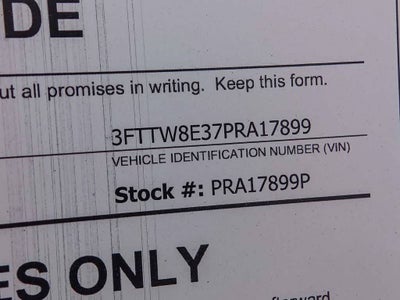 DE
ut all promises in writing. Keep this form.
3FTTW8E37PRA17899
VEHICLE IDENTIFICATION NUMBER (VIN)
Stock #: PRA17899P
ES ONLY